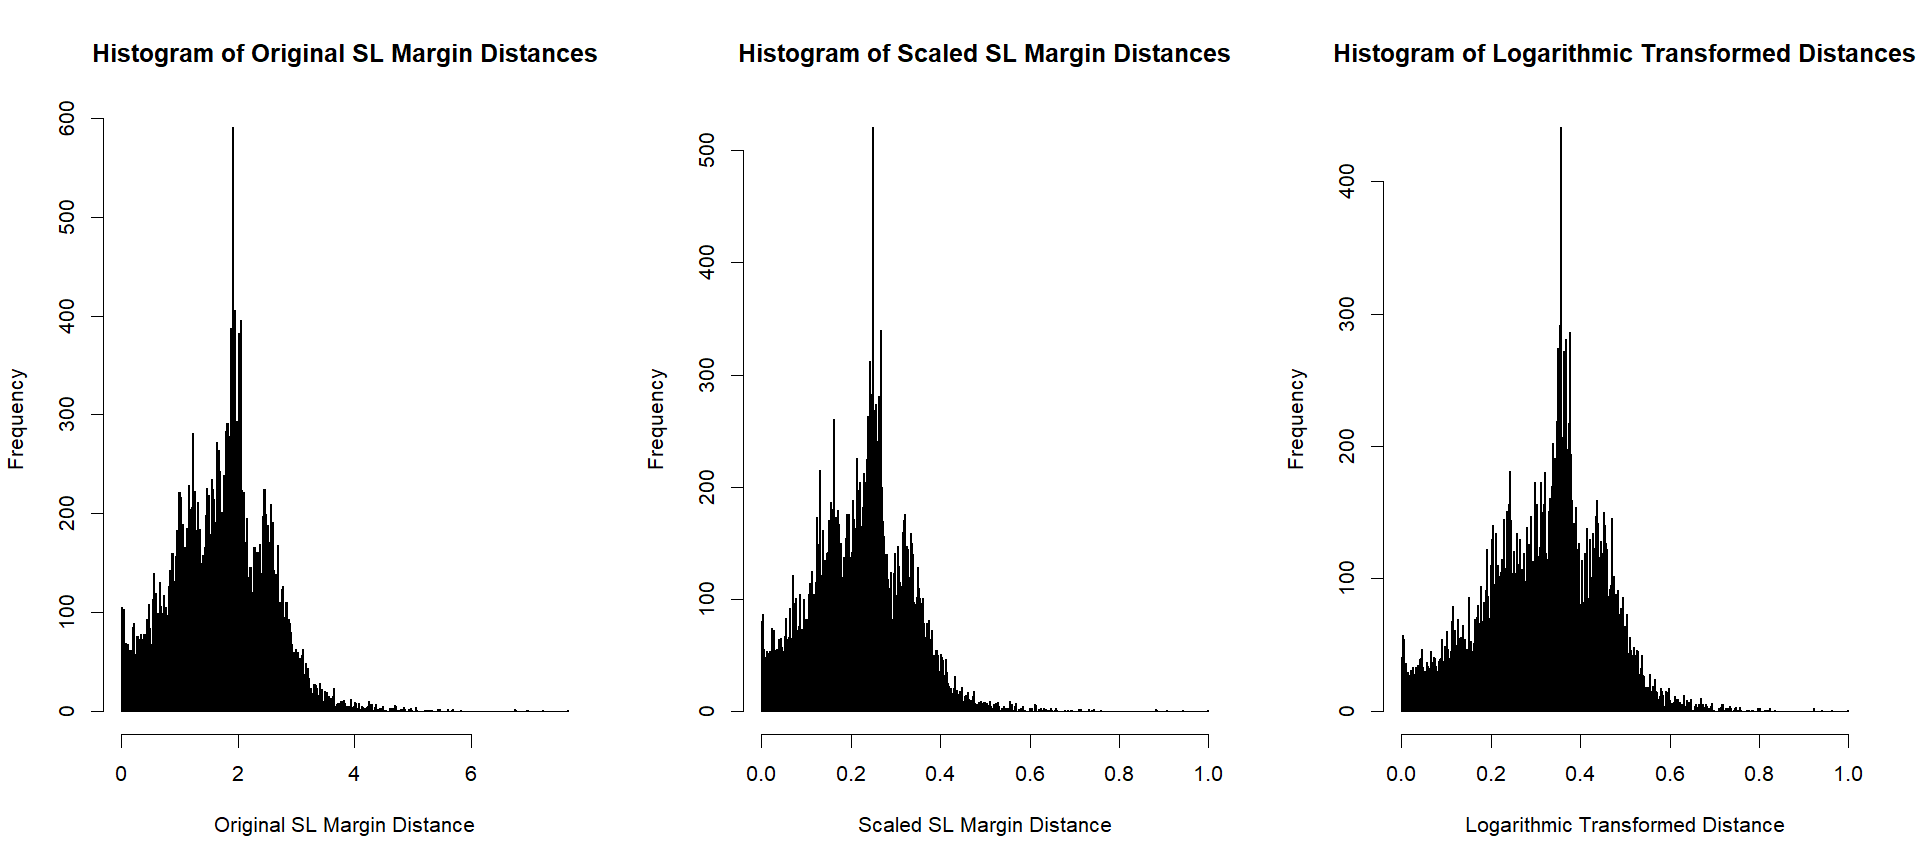 Histogram of Original SL Margin Distances
Frequency
600
500
400
300
200
100
0
0 2 4 6
Original SL Margin Distance
Histogram of Scaled SL Margin Distances
Frequency
500
400
300
200
100
0
0.0 0.2 0.4 0.6 0.8 1.0
Scaled SL Margin Distance
Histogram of Logarithmic Transformed Distances
Frequency
400
300
200
100
0
0.0 0.2 0.4 0.6 0.8 1.0
Logarithmic Transformed Distance